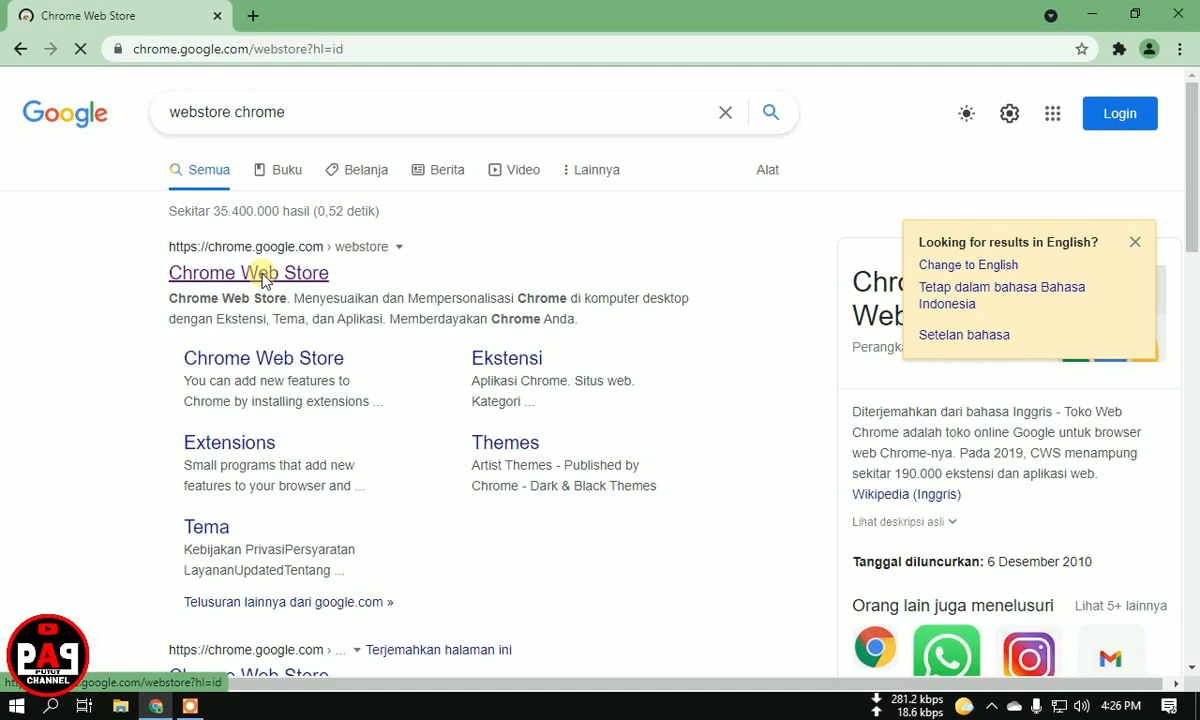 Chrome Web Store
chrome.google.com/webstore?hl=id
Google
webstore chrome
Login
Semua
Buku
Belanja
Berita
Video
Lainnya
Alat
Sekitar 35.400.000 hasil (0,52 detik)
https://chrome.google.com › webstore
Chrome Web Store
Chrome Web Store. Menyesuaikan dan Mempersonalisasi Chrome di komputer desktop
dengan Ekstensi, Tema, dan Aplikasi. Memberdayakan Chrome Anda.
Chrome Web Store
You can add new features to
Chrome by installing extensions ...
Ekstensi
Aplikasi Chrome. Situs web.
Kategori ...
Extensions
Small programs that add new
features to your browser and ...
Themes
Artist Themes - Published by
Chrome - Dark & Black Themes
Tema
Kebijakan PrivasiPersyaratan
LayananUpdatedTentang ...
Telusuran lainnya dari google.com »
https://chrome.google.com › ...
Terjemahkan halaman ini
Chrome Web Store
Looking for results in English?
Change to English
Tetap dalam bahasa Bahasa
Indonesia
Setelan bahasa
Diterjemahkan dari bahasa Inggris - Toko Web
Chrome adalah toko online Google untuk browser
web Chrome-nya. Pada 2019, CWS menampung
sekitar 190.000 ekstensi dan aplikasi web.
Wikipedia (Inggris)
Lihat deskripsi asli
Tanggal diluncurkan: 6 Desember 2010
Orang lain juga menelusuri
Lihat 5+ lainnya
PAP
CHANNEL
google.com/webstore?hl=id
281.2 kbps
18.6 kbps
4:26 PM